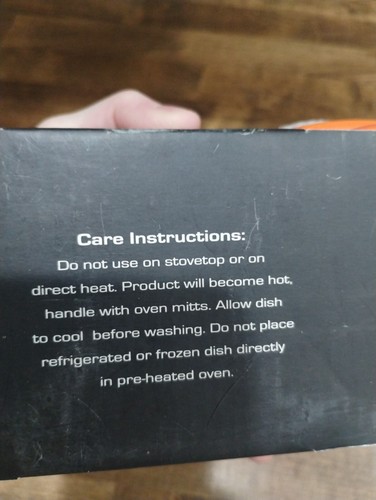 Care Instructions:
Do not use on stovetop or on
direct heat. Product will become hot,
handle with oven mitts. Allow dish
to cool before washing. Do not place
refrigerated or frozen dish directly
in pre-heated oven.